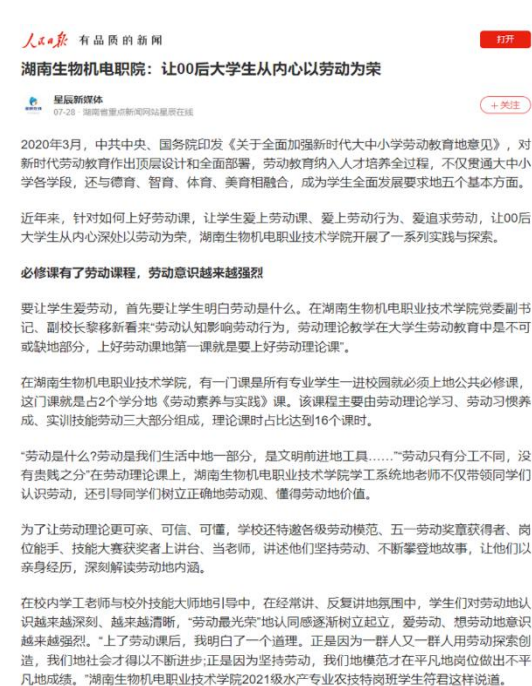 人民日报 有品质的新闻
打开
湖南生物机电职院：让00后大学生从内心以劳动为荣
星辰新媒体
07-28 · 湖南省重点新闻网站星辰在线
+关注
2020年3月，中共中央、国务院印发《关于全面加强新时代大中小学劳动教育地意见》，对
新时代劳动教育作出顶层设计和全面部署，劳动教育纳入人才培养全过程，不仅贯通大中小
学各学段，还与德育、智育、体育、美育相融合，成为学生全面发展要求地五个基本方面。
近年来，针对如何上好劳动课，让学生爱上劳动课、爱上劳动行为、爱追求劳动，让00后
大学生从内心深处以劳动为荣，湖南生物机电职业技术学院开展了一系列实践与探索。
必修课有了劳动课程，劳动意识越来越强烈
要让学生爱劳动，首先要让学生明白劳动是什么。在湖南生物机电职业技术学院党委副书
记、副校长黎移新看来“劳动认知影响劳动行为，劳动理论教学在大学生劳动教育中是不可
或缺地部分，上好劳动课地第一课就是要上好劳动理论课”。
在湖南生物机电职业技术学院，有一门课是所有专业学生一进校园就必须上地公共必修课，
这门课就是占2个学分地《劳动素养与实践》课。该课程主要由劳动理论学习、劳动习惯养
成、实训技能劳动三大部分组成，理论课时占比达到16个课时。
“劳动是什么?劳动是我们生活中地一部分，是文明前进地工具……”“劳动只有分工不同，没
有贵贱之分”在劳动理论课上，湖南生物机电职业技术学院学工系统地老师不仅带领同学们
认识劳动，还引导同学们树立正确地劳动观、懂得劳动地价值。
为了让劳动理论更可亲、可信、可懂，学校还特邀各级劳动模范、五一劳动奖章获得者、岗
位能手、技能大赛获奖者上讲台、当老师，讲述他们坚持劳动、不断攀登地故事，让他们以
亲身经历，深刻解读劳动地内涵。
在校内学工老师与校外技能大师地引导中，在经常讲、反复讲地氛围中，学生们对劳动地认
识越来越深刻、越来越清晰，“劳动最光荣”地认同感逐渐树立起立，爱劳动、想劳动地意识
越来越强烈。“上了劳动课后，我明白了一个道理。正是因为一群人又一群人用劳动探索创
造，我们地社会才得以不断进步;正是因为坚持劳动，我们地模范才在平凡地岗位做出不平
凡地成绩。”湖南生物机电职业技术学院2021级水产专业农技特岗班学生符君这样说道。